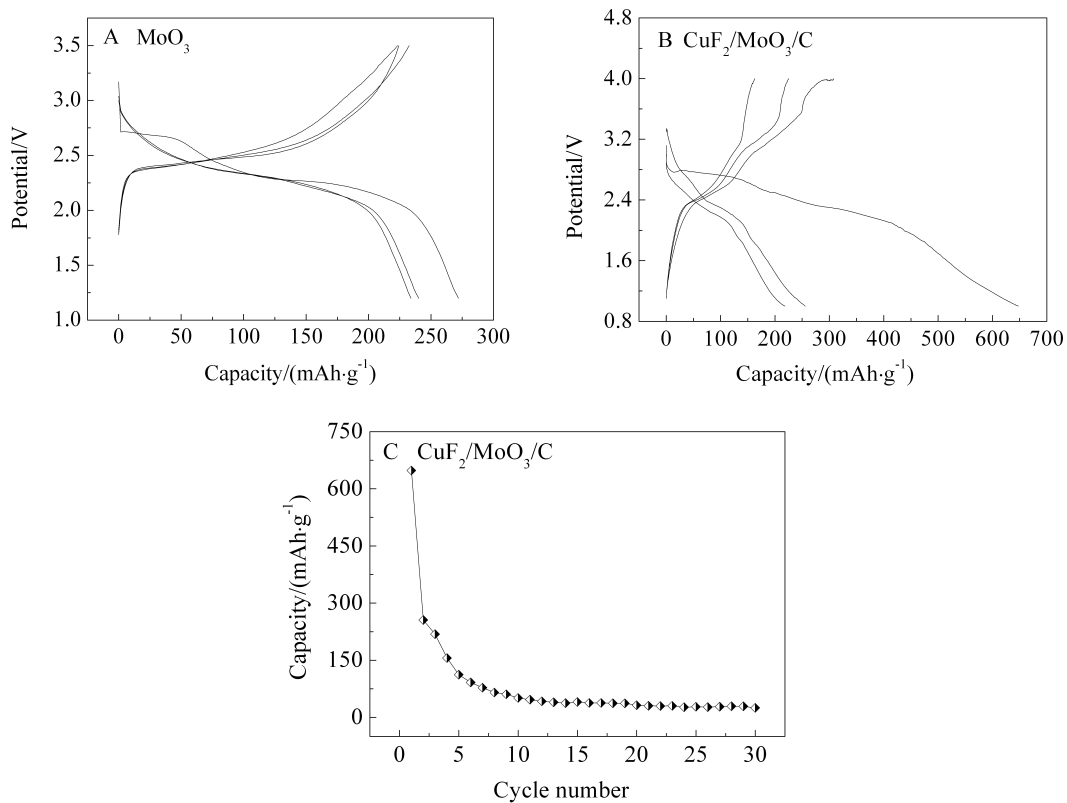 A MoO₃
3.5
3.0
2.5
2.0
1.5
1.0
Potential/V
0 50 100 150 200 250 300
Capacity/(mAh·g⁻¹)
B CuF₂/MoO₃/C
4.8
4.0
3.2
2.4
1.6
0.8
Potential/V
0 100 200 300 400 500 600 700
Capacity/(mAh·g⁻¹)
C CuF₂/MoO₃/C
750
600
450
300
150
0
Capacity/(mAh·g⁻¹)
0 5 10 15 20 25 30
Cycle number